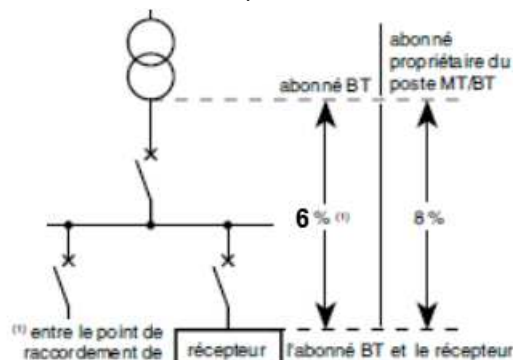 abonné
propriétaire du
poste MT/BT
abonné BT
6 % (1)
8 %
(1) entre le point de
raccordement de
récepteur
l'abonné BT et le récepteur